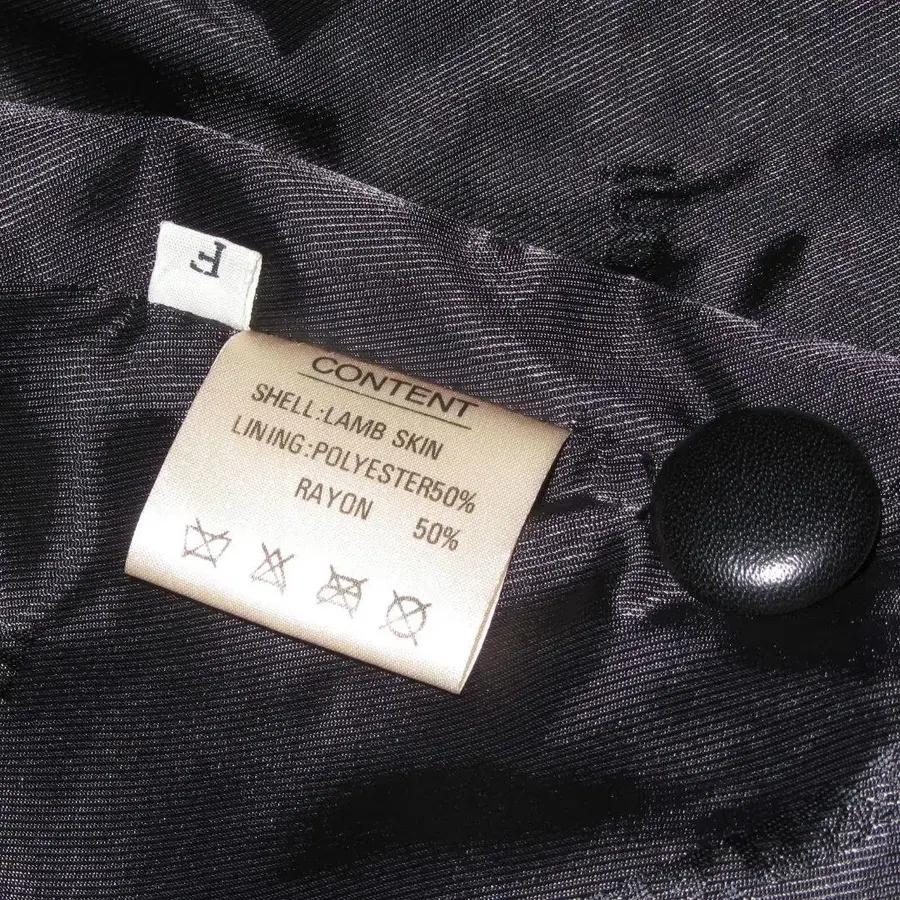 F
CONTENT
SHELL:LAMB SKIN
LINING:POLYESTER50%
RAYON 50%